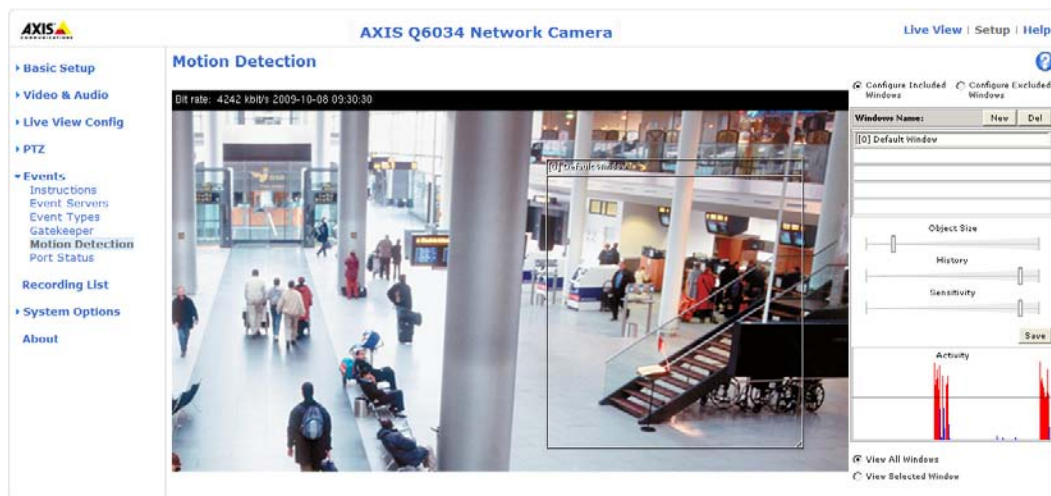 AXIS
COMMUNICATIONS
AXIS Q6034 Network Camera
Live View | Setup | Help
Basic Setup
Video & Audio
Live View Config
PTZ
Events
Instructions
Event Servers
Event Types
Gatekeeper
Motion Detection
Port Status
Recording List
System Options
About
Motion Detection
?
Bit rate: 4242 kbit/s 2009-10-08 09:30:30
[0] Default Window
Configure Included Windows
Configure Excluded Windows
Windows Name:
New
Del
[0] Default Window
Object Size
History
Sensitivity
Save
Activity
View All Windows
View Selected Window